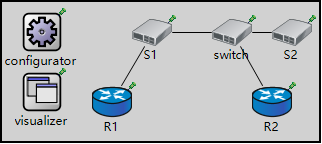 S1
switch
S2
configurator
visualizer
R1
R2